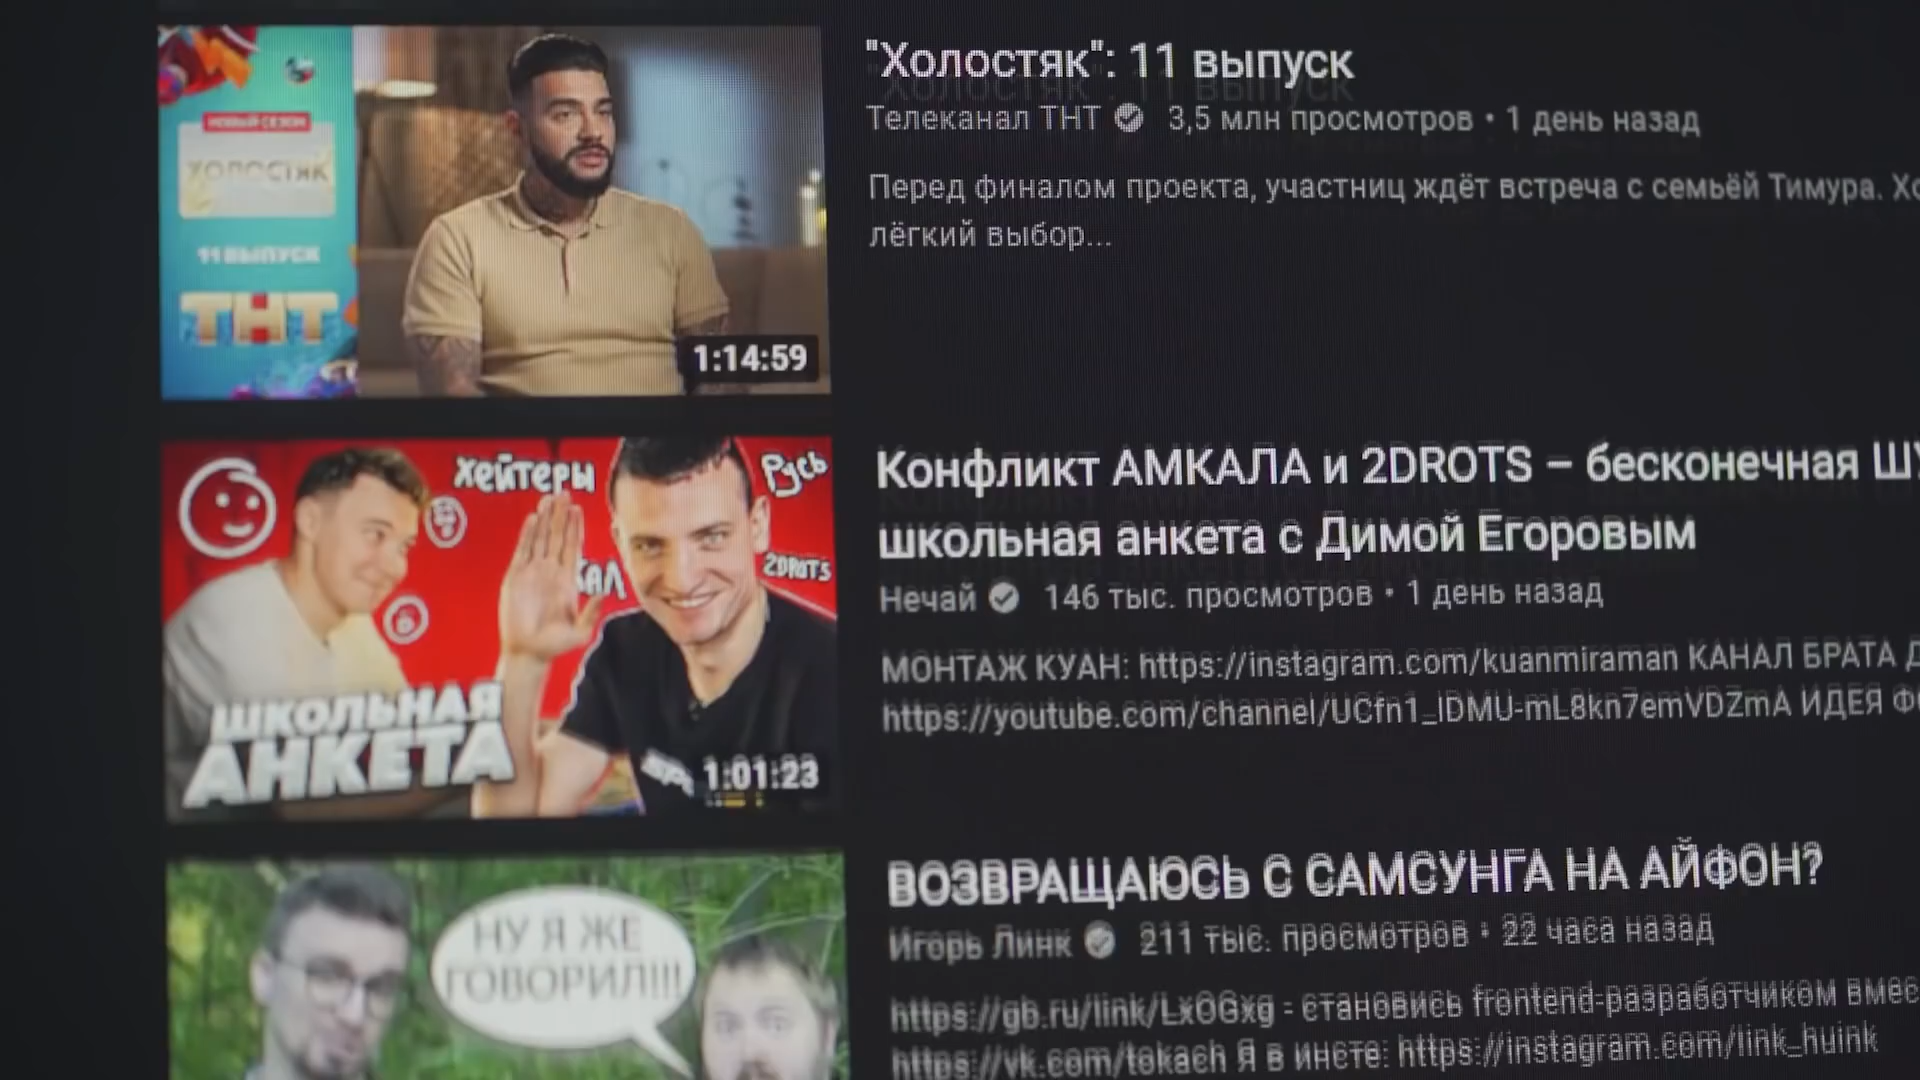 НОВЫЙ СЕЗОН
ХОЛОСТЯК
11 ВЫПУСК
ТНТ
1:14:59
"Холостяк": 11 выпуск
Телеканал ТНТ 3,5 млн просмотров • 1 день назад
Перед финалом проекта, участниц ждёт встреча с семьёй Тимура.
лёгкий выбор...
хейтеры
Русь
2DROTS
ШКОЛЬНАЯ
АНКЕТА
1:01:23
Конфликт АМКАЛА и 2DROTS – бесконечная
школьная анкета с Димой Егоровым
Нечай 146 тыс. просмотров • 1 день назад
МОНТАЖ КУАН: https://instagram.com/kuanmiraman КАНАЛ БРАТА
https://youtube.com/channel/UCfn1_IDMU-mL8kn7emVDZmA ИДЕЯ
НУ Я ЖЕ
ГОВОРИЛ!!!
ВОЗВРАЩАЮСЬ С САМСУНГА НА АЙФОН?
Игорь Линк 211 тыс. просмотров • 22 часа назад
https://gb.ru/link/LxOGxg - становись frontend-разработчиком
https://vk.com/tokach Я в инсте: https://instagram.com/link_huink